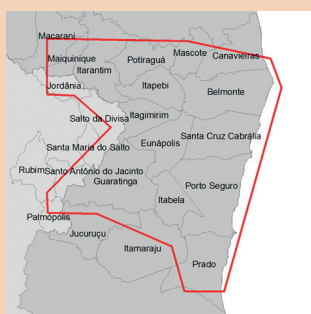 Macarani
Mascote
Canavieiras
Maiquinique
Potiraguá
Itarantim
Jordânia
Itapebi
Belmonte
Salto da Divisa
Itagimirim
Santa Cruz Cabrália
Santa Maria do Salto
Eunápolis
Rubim
Santo Antônio do Jacinto
Guaratinga
Porto Seguro
Itabela
Palmópolis
Jucuruçu
Itamaraju
Prado